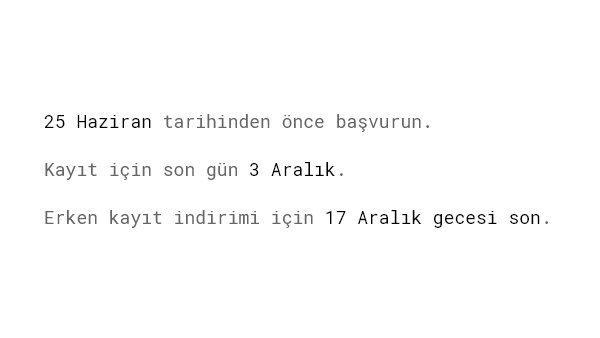 25 Haziran tarihinden önce başvurun.
Kayıt için son gün 3 Aralık.
Erken kayıt indirimi için 17 Aralık gecesi son.